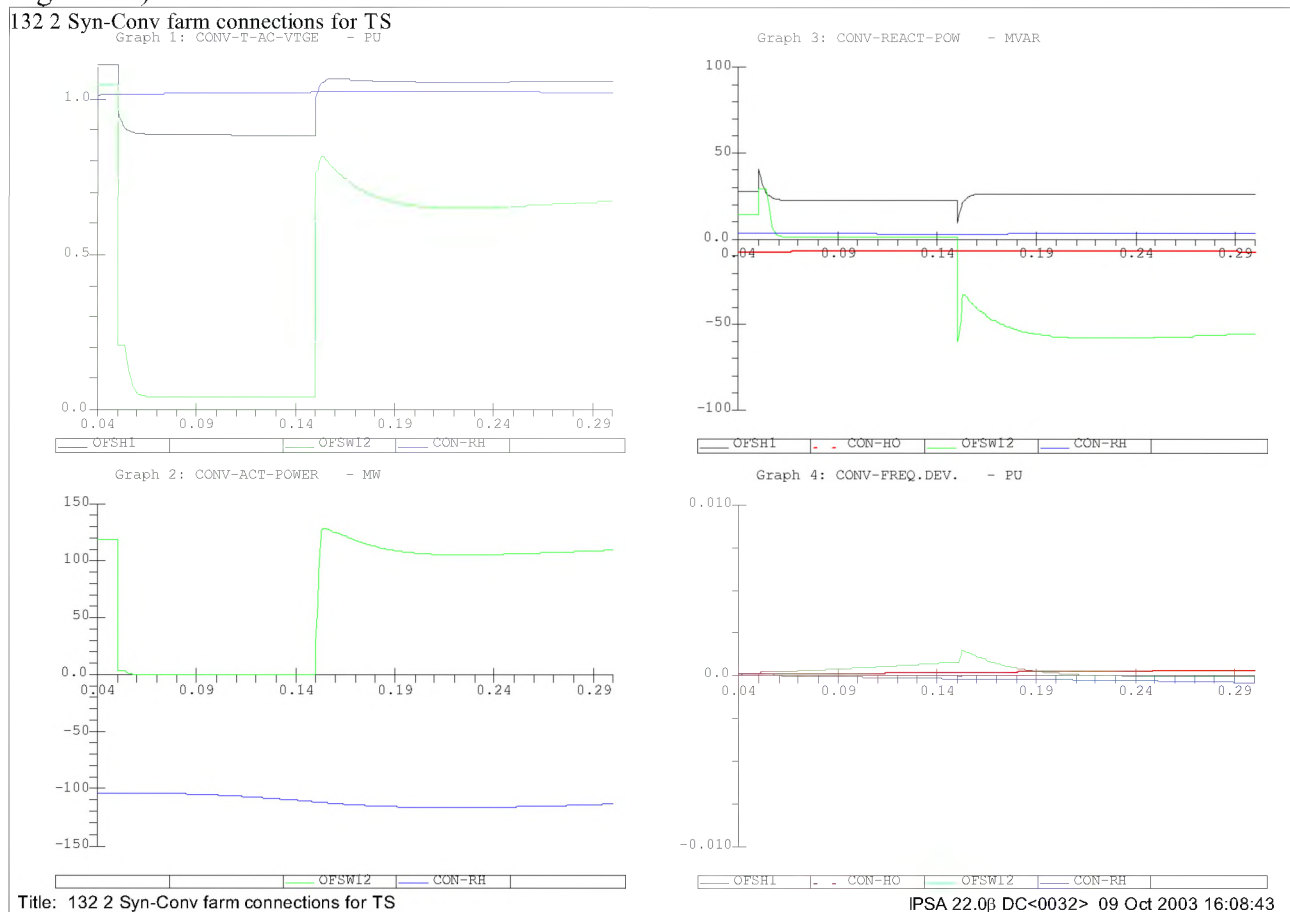 132 2 Syn-Conv farm connections for TS
Graph 1: CONV-T-AC-VTGE - PU
1.0
0.5
0.0
0.04 0.09 0.14 0.19 0.24 0.29
OFSH1 OFSWI2 CON-RH
Graph 3: CONV-REACT-POW - MVAR
100
50
0.0
0.04 0.09 0.14 0.19 0.24 0.29
-50
-100
OFSH1 CON-HO OFSWI2 CON-RH
Graph 2: CONV-ACT-POWER - MW
150
100
50
0.0
0.04 0.09 0.14 0.19 0.24 0.29
-50
-100
-150
OFSWI2 CON-RH
Graph 4: CONV-FREQ.DEV. - PU
0.010
0.0
0.04 0.09 0.14 0.19 0.24 0.29
-0.010
OFSH1 CON-HO OFSWI2 CON-RH
Title: 132 2 Syn-Conv farm connections for TS
IPSA 22.0β DC<0032> 09 Oct 2003 16:08:43